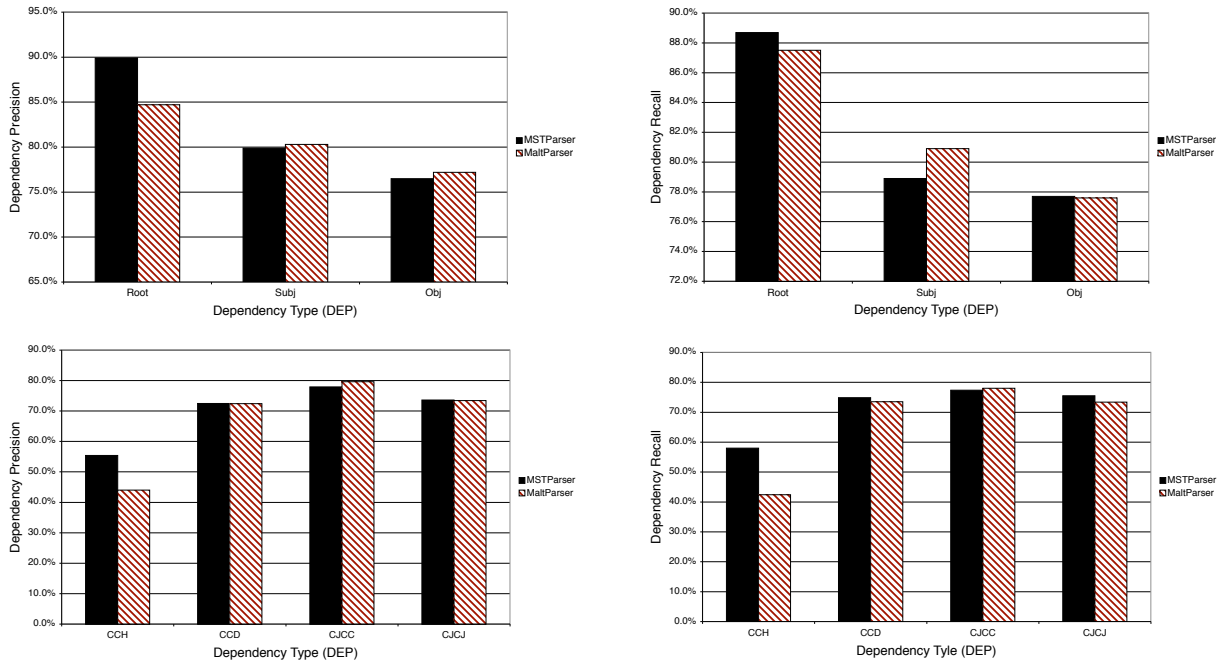 95.0%
90.0%
85.0%
80.0%
75.0%
70.0%
65.0%
Dependency Precision
Root Subj Obj
Dependency Type (DEP)
MSTParser
MaltParser
90.0%
88.0%
86.0%
84.0%
82.0%
80.0%
78.0%
76.0%
74.0%
72.0%
Dependency Recall
Root Subj Obj
Dependency Type (DEP)
MSTParser
MaltParser
90.0%
80.0%
70.0%
60.0%
50.0%
40.0%
30.0%
20.0%
10.0%
0.0%
Dependency Precision
CCH CCD CJCC CJCJ
Dependency Type (DEP)
MSTParser
MaltParser
90.0%
80.0%
70.0%
60.0%
50.0%
40.0%
30.0%
20.0%
10.0%
0.0%
Dependency Recall
CCH CCD CJCC CJCJ
Dependency Tyle (DEP)
MSTParser
MaltParser